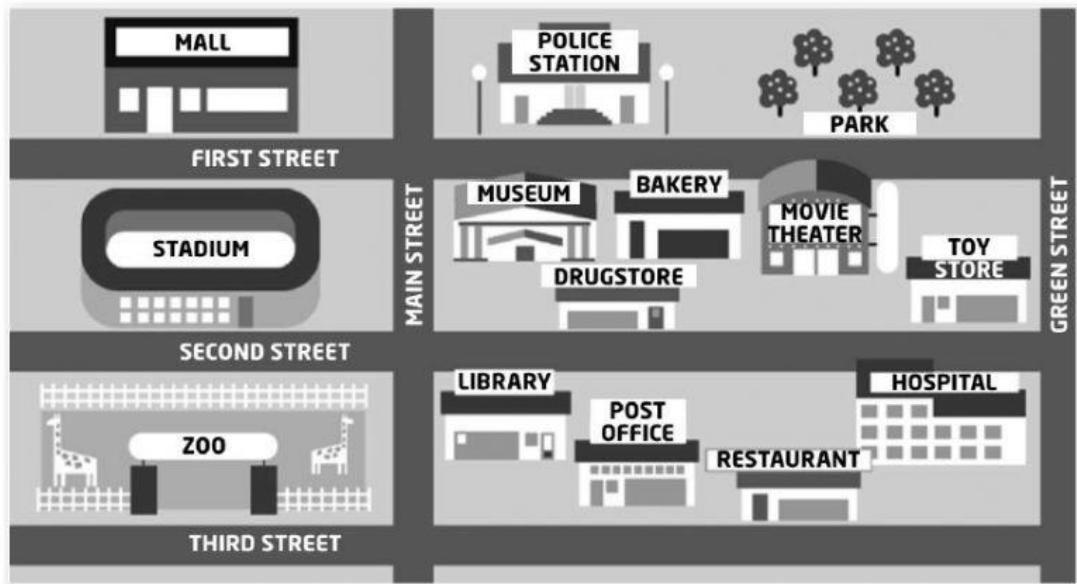 MALL
POLICE
STATION
PARK
FIRST STREET
MAIN STREET
GREEN STREET
STADIUM
MUSEUM
BAKERY
MOVIE
THEATER
DRUGSTORE
TOY
STORE
SECOND STREET
ZOO
LIBRARY
POST
OFFICE
RESTAURANT
HOSPITAL
THIRD STREET